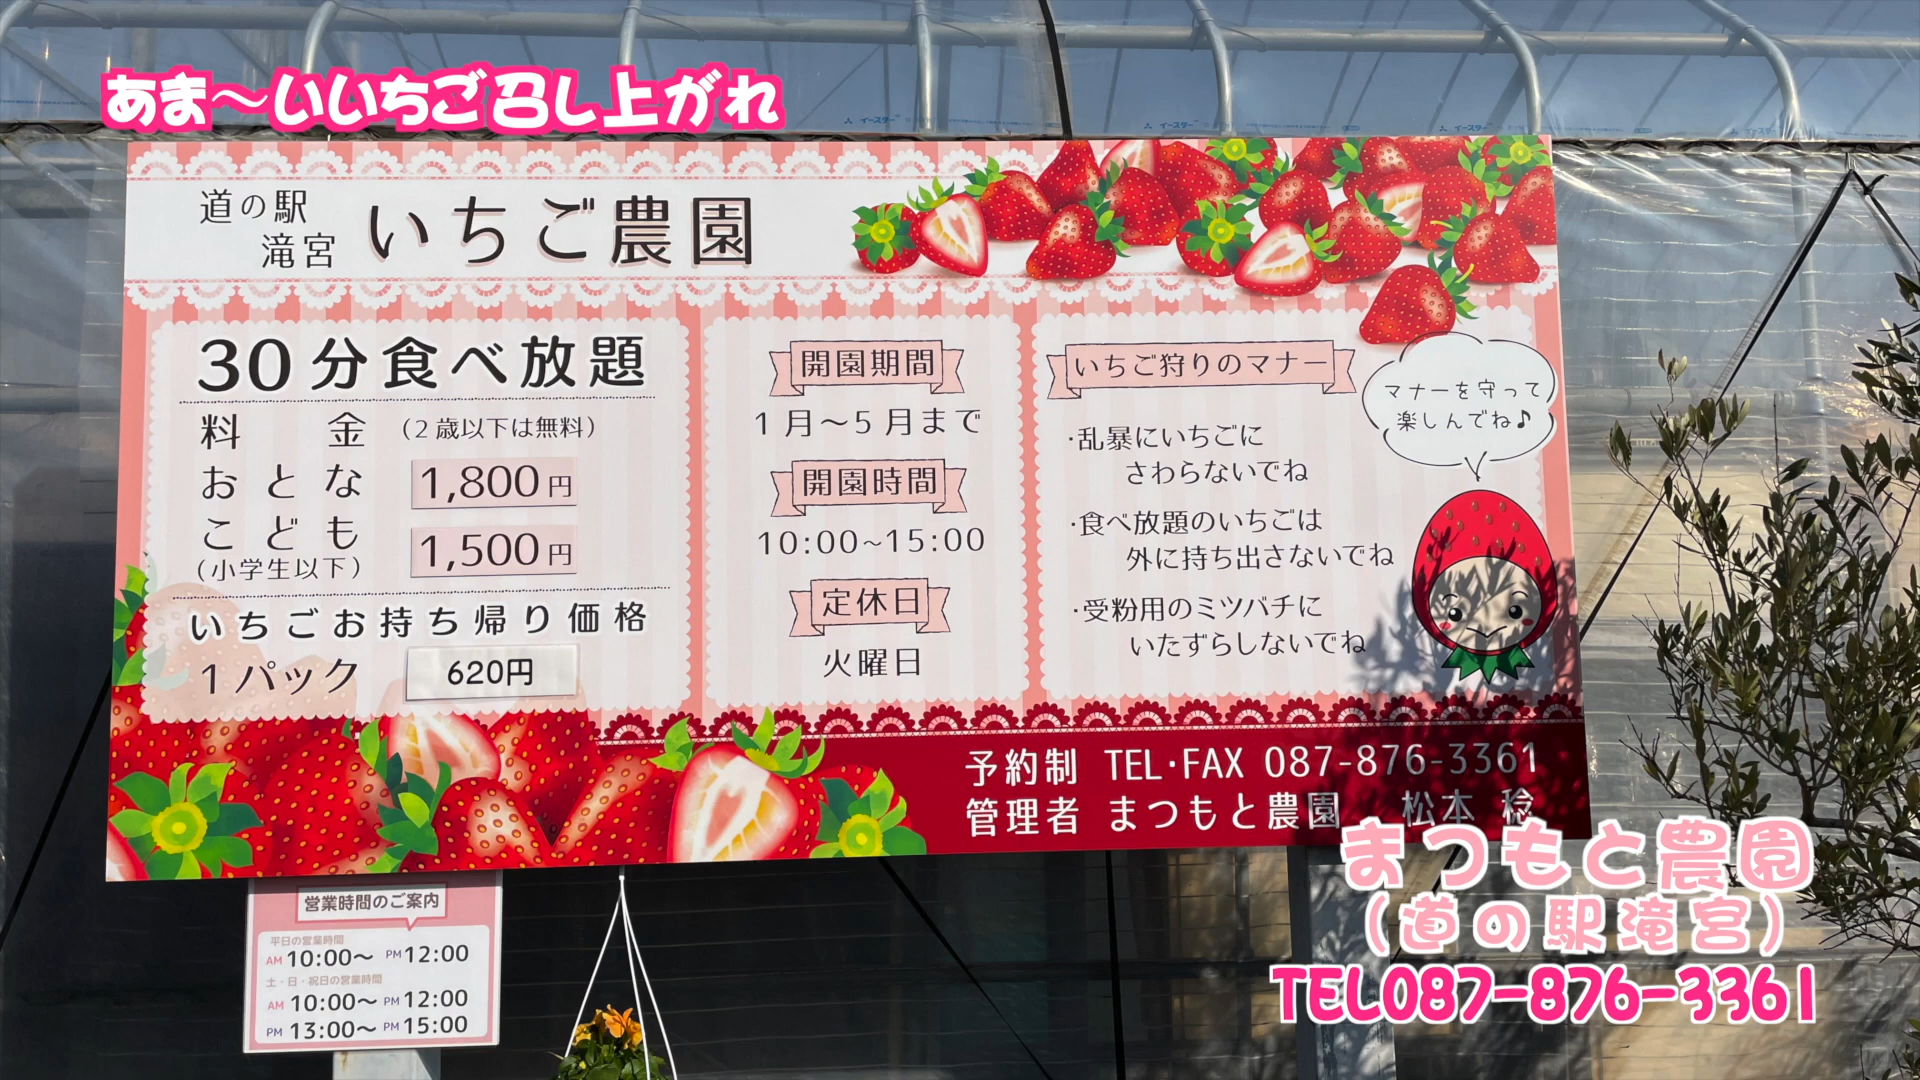 あま〜いいちご召し上がれ
道の駅
滝宮
いちご農園
30分食べ放題
料金（2歳以下は無料）
おとな 1,800円
こども 1,500円
（小学生以下）
いちごお持ち帰り価格
1パック 620円
開園期間
1月〜5月まで
開園時間
10:00〜15:00
定休日
火曜日
いちご狩りのマナー
・乱暴にいちごに
さわらないでね
・食べ放題のいちごは
外に持ち出さないでね
・受粉用のミツバチに
いたずらしないでね
マナーを守って
楽しんでね♪
予約制 TEL・FAX 087-876-3361
管理者 まつもと農園 松本 稔
営業時間のご案内
平日の営業時間
AM 10:00〜 PM 12:00
土・日・祝日の営業時間
AM 10:00〜 PM 12:00
PM 13:00〜 PM 15:00
まつもと農園
（道の駅滝宮）
TEL087-876-3361